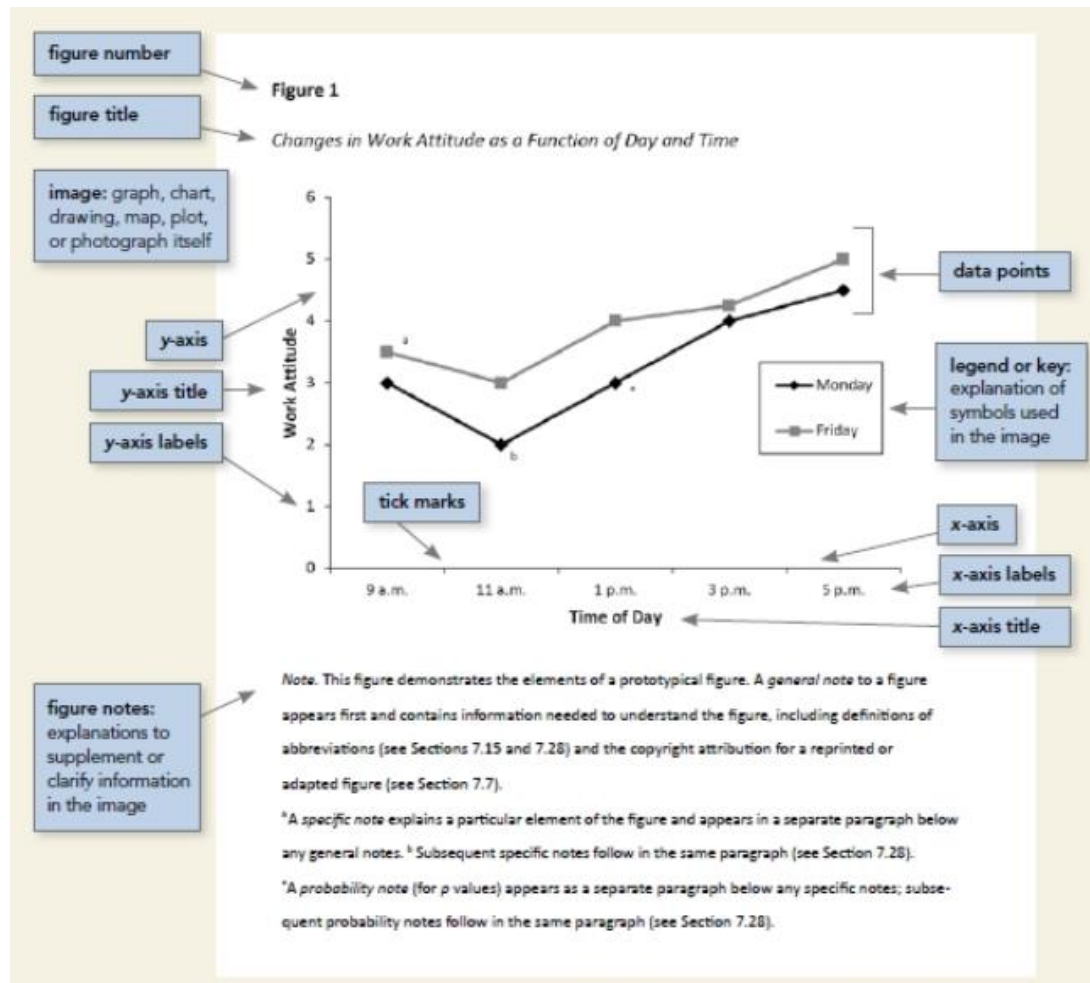 figure number
Figure 1
figure title
Changes in Work Attitude as a Function of Day and Time
image: graph, chart,
drawing, map, plot,
or photograph itself
6
5
4
3
2
1
0
Work Attitude
y-axis
y-axis title
y-axis labels
a
b
*
data points
Monday
Friday
legend or key:
explanation of
symbols used
in the image
tick marks
x-axis
9 a.m. 11 a.m. 1 p.m. 3 p.m. 5 p.m.
x-axis labels
Time of Day
x-axis title
figure notes:
explanations to
supplement or
clarify information
in the image
Note. This figure demonstrates the elements of a prototypical figure. A general note to a figure
appears first and contains information needed to understand the figure, including definitions of
abbreviations (see Sections 7.15 and 7.28) and the copyright attribution for a reprinted or
adapted figure (see Section 7.7).
ᵃA specific note explains a particular element of the figure and appears in a separate paragraph below
any general notes. ᵇ Subsequent specific notes follow in the same paragraph (see Section 7.28).
*A probability note (for p values) appears as a separate paragraph below any specific notes; subse-
quent probability notes follow in the same paragraph (see Section 7.28).